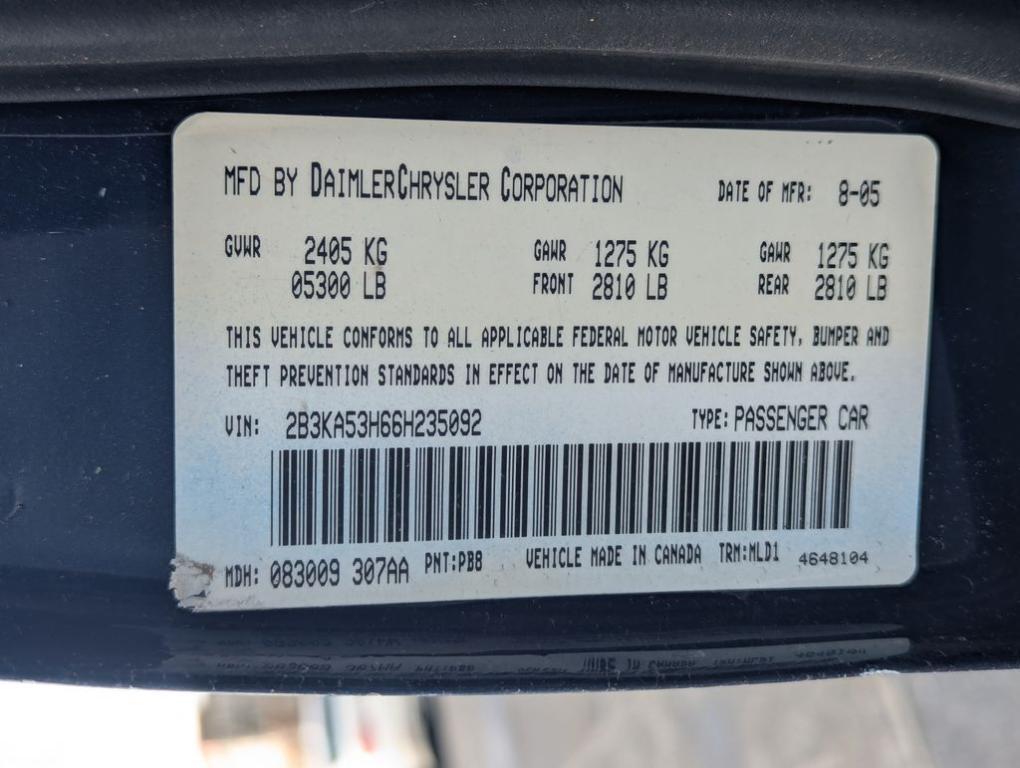 MFD BY DAIMLERCHRYSLER CORPORATION DATE OF MFR: 8-05
GVWR 2405 KG GAWR 1275 KG GAWR 1275 KG
05300 LB FRONT 2810 LB REAR 2810 LB
THIS VEHICLE CONFORMS TO ALL APPLICABLE FEDERAL MOTOR VEHICLE SAFETY, BUMPER AND
THEFT PREVENTION STANDARDS IN EFFECT ON THE DATE OF MANUFACTURE SHOWN ABOVE.
VIN: 2B3KA53H66H235092 TYPE: PASSENGER CAR
MDH: 083009 307AA PNT:PB8 VEHICLE MADE IN CANADA TRM:MLD1 4648104